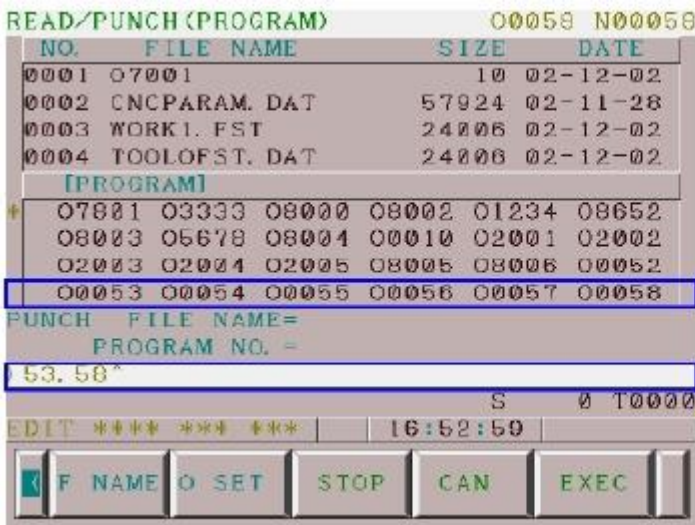 READ/PUNCH(PROGRAM) O0058 N00058
NO. FILE NAME SIZE DATE
0001 O7001 10 02-12-02
0002 CNCPARAM. DAT 57924 02-11-28
0003 WORK1. FST 24006 02-12-02
0004 TOOLOFST. DAT 24006 02-12-02
[PROGRAM]
* O7801 O3333 O8000 O8002 O1234 O8652
O8003 O5678 O8004 O0010 O2001 O2002
O2003 O2004 O2005 O8005 O8006 O0052
O0053 O0054 O0055 O0056 O0057 O0058
PUNCH FILE NAME=
PROGRAM NO. =
) 53. 58^
S 0 T0000
EDIT **** *** *** 16:52:59
F NAME O SET STOP CAN EXEC